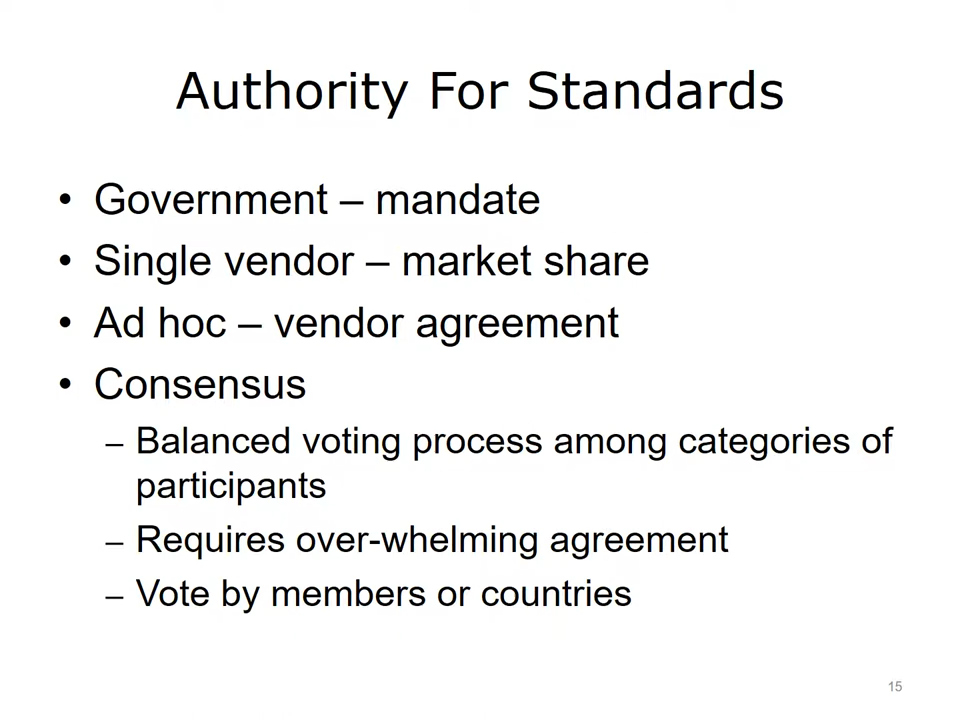 Authority For Standards
• Government – mandate
• Single vendor – market share
• Ad hoc – vendor agreement
• Consensus
– Balanced voting process among categories of
participants
– Requires over-whelming agreement
– Vote by members or countries
15